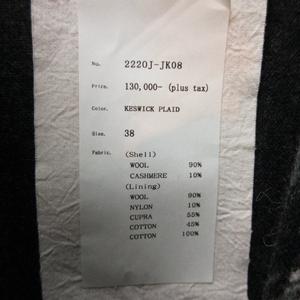 No. 2220J-JK08
Price. 130,000- (plus tax)
Color. KESWICK PLAID
Size. 38
Fabric. (Shell)
WOOL 90%
CASHMERE 10%
(Lining)
WOOL 90%
NYLON 10%
CUPRA 55%
COTTON 45%
COTTON 100%